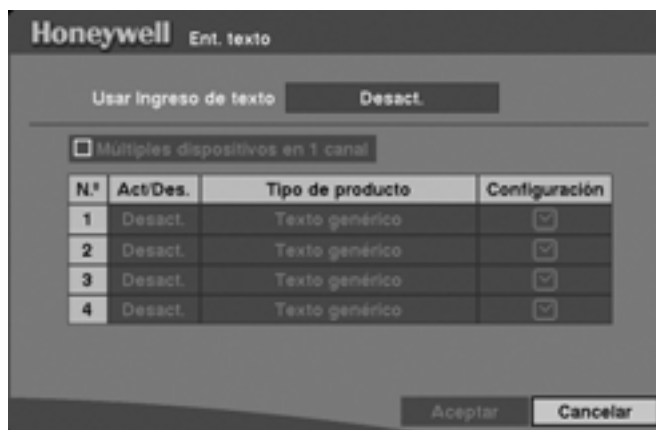 Honeywell Ent. texto
Usar Ingreso de texto Desact.
Múltiples dispositivos en 1 canal
N.º Act/Des. Tipo de producto Configuración
1 Desact. Texto genérico
2 Desact. Texto genérico
3 Desact. Texto genérico
4 Desact. Texto genérico
Aceptar Cancelar